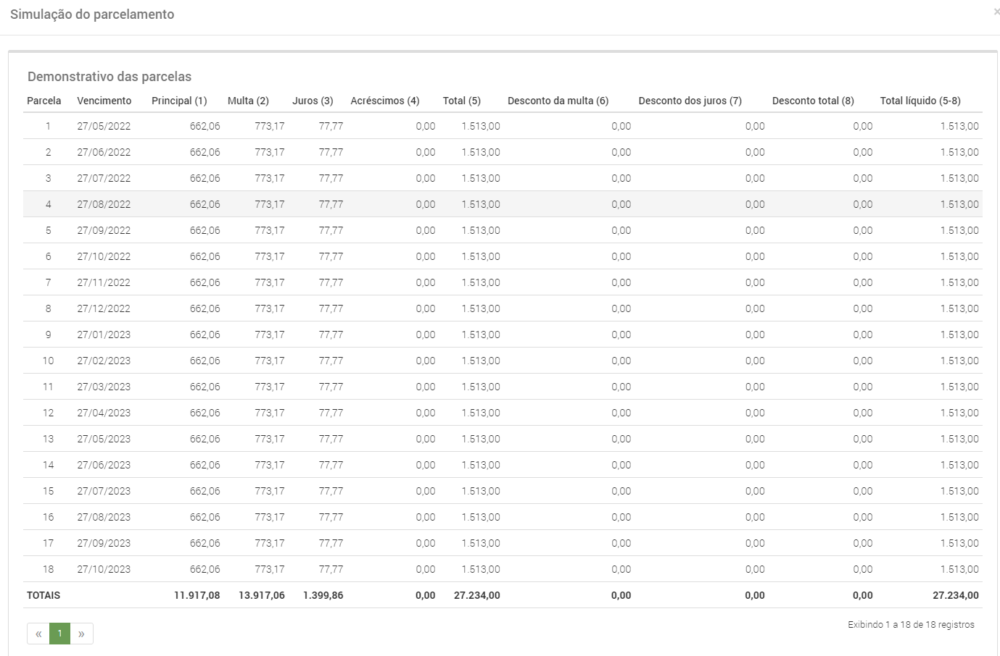 Simulação do parcelamento ×
Demonstrativo das parcelas
Parcela Vencimento Principal (1) Multa (2) Juros (3) Acréscimos (4) Total (5) Desconto da multa (6) Desconto dos juros (7) Desconto total (8) Total líquido (5-8)
1 27/05/2022 662,06 773,17 77,77 0,00 1.513,00 0,00 0,00 0,00 1.513,00
2 27/06/2022 662,06 773,17 77,77 0,00 1.513,00 0,00 0,00 0,00 1.513,00
3 27/07/2022 662,06 773,17 77,77 0,00 1.513,00 0,00 0,00 0,00 1.513,00
4 27/08/2022 662,06 773,17 77,77 0,00 1.513,00 0,00 0,00 0,00 1.513,00
5 27/09/2022 662,06 773,17 77,77 0,00 1.513,00 0,00 0,00 0,00 1.513,00
6 27/10/2022 662,06 773,17 77,77 0,00 1.513,00 0,00 0,00 0,00 1.513,00
7 27/11/2022 662,06 773,17 77,77 0,00 1.513,00 0,00 0,00 0,00 1.513,00
8 27/12/2022 662,06 773,17 77,77 0,00 1.513,00 0,00 0,00 0,00 1.513,00
9 27/01/2023 662,06 773,17 77,77 0,00 1.513,00 0,00 0,00 0,00 1.513,00
10 27/02/2023 662,06 773,17 77,77 0,00 1.513,00 0,00 0,00 0,00 1.513,00
11 27/03/2023 662,06 773,17 77,77 0,00 1.513,00 0,00 0,00 0,00 1.513,00
12 27/04/2023 662,06 773,17 77,77 0,00 1.513,00 0,00 0,00 0,00 1.513,00
13 27/05/2023 662,06 773,17 77,77 0,00 1.513,00 0,00 0,00 0,00 1.513,00
14 27/06/2023 662,06 773,17 77,77 0,00 1.513,00 0,00 0,00 0,00 1.513,00
15 27/07/2023 662,06 773,17 77,77 0,00 1.513,00 0,00 0,00 0,00 1.513,00
16 27/08/2023 662,06 773,17 77,77 0,00 1.513,00 0,00 0,00 0,00 1.513,00
17 27/09/2023 662,06 773,17 77,77 0,00 1.513,00 0,00 0,00 0,00 1.513,00
18 27/10/2023 662,06 773,17 77,77 0,00 1.513,00 0,00 0,00 0,00 1.513,00
TOTAIS 11.917,08 13.917,06 1.399,86 0,00 27.234,00 0,00 0,00 0,00 27.234,00
« 1 »
Exibindo 1 a 18 de 18 registros